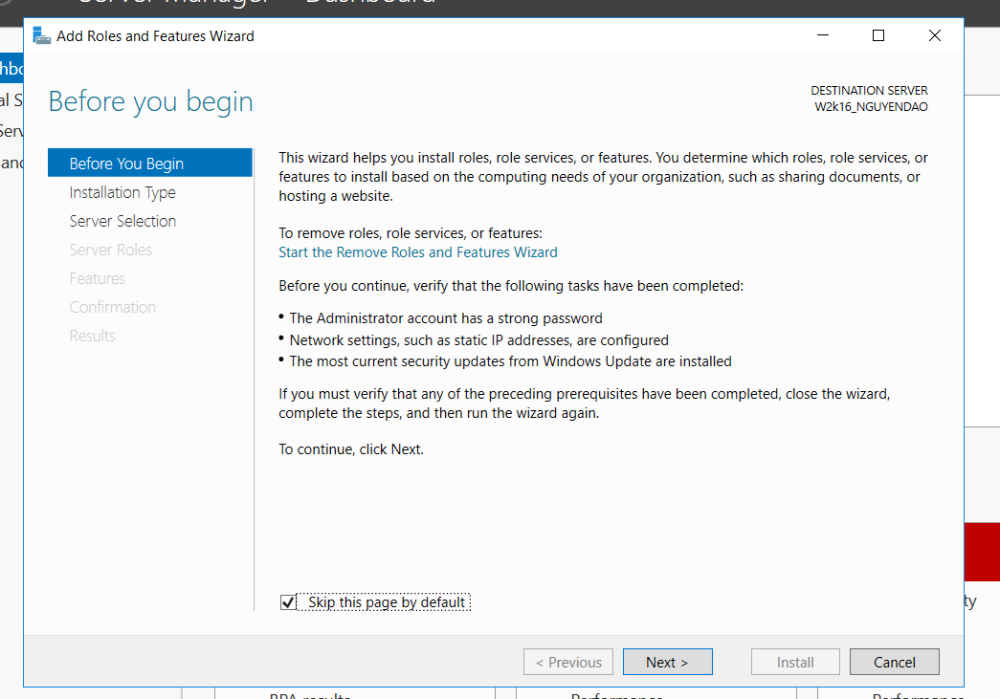 Server Manager
Dashboard
Add Roles and Features Wizard
Before you begin
DESTINATION SERVER
W2k16_NGUYENDAO
Before You Begin
Installation Type
Server Selection
Server Roles
Features
Confirmation
Results
This wizard helps you install roles, role services, or features. You determine which roles, role services, or
features to install based on the computing needs of your organization, such as sharing documents, or
hosting a website.
To remove roles, role services, or features:
Start the Remove Roles and Features Wizard
Before you continue, verify that the following tasks have been completed:
• The Administrator account has a strong password
• Network settings, such as static IP addresses, are configured
• The most current security updates from Windows Update are installed
If you must verify that any of the preceding prerequisites have been completed, close the wizard,
complete the steps, and then run the wizard again.
To continue, click Next.
Skip this page by default
< Previous
Next >
Install
Cancel
BPA results
Performance
Performance